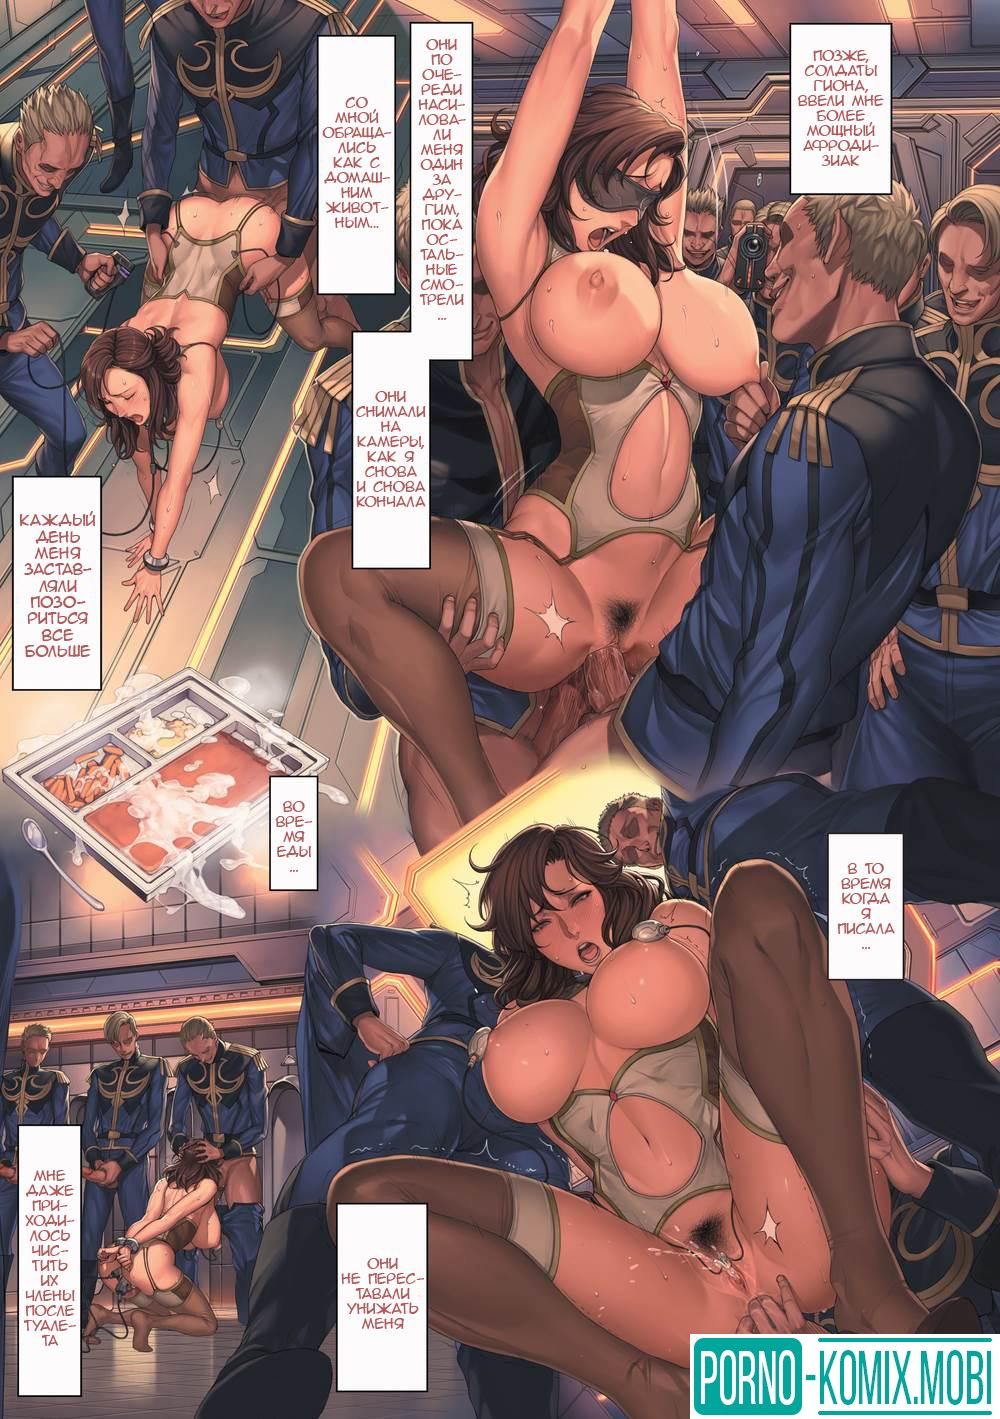 ПОЗЖЕ,
СОЛДАТЫ
ГИОНА,
ВВЕЛИ МНЕ
БОЛЕЕ
МОЩНЫЙ
АФРОДИ-
ЗИАК
ОНИ
ПО
ОЧЕ-
РЕДИ
НАСИ-
ЛОВА-
ЛИ
МЕНЯ
ОДИН
ЗА
ДРУ-
ГИМ,
ПОКА
ОС-
ТАЛЬ-
НЫЕ
СМО-
ТРЕЛИ
...
ОНИ
СНИМАЛИ
НА
КАМЕРЫ,
КАК Я
СНОВА
И СНОВА
КОНЧАЛА
СО
МНОЙ
ОБРАЩА-
ЛИСЬ
КАК С
ДОМАШ-
НИМ
ЖИВОТ-
НЫМ...
КАЖДЫЙ
ДЕНЬ
МЕНЯ
ЗАСТАВ-
ЛЯЛИ
ПОЗО-
РИТЬСЯ
ВСЕ
БОЛЬШЕ
ВО
ВРЕ-
МЯ
ЕДЫ
...
В ТО
ВРЕМЯ
КОГДА
Я
ПИСАЛА
...
ОНИ
НЕ ПЕРЕС-
ТАВАЛИ
УНИЖАТЬ
МЕНЯ
МНЕ
ДАЖЕ
ПРИ-
ХОДИ-
ЛОСЬ
ЧИС-
ТИТЬ
ИХ
ЧЛЕНЫ
ПОСЛЕ
ТУАЛЕ-
ТА
PORNO-KOMIX.MOBI